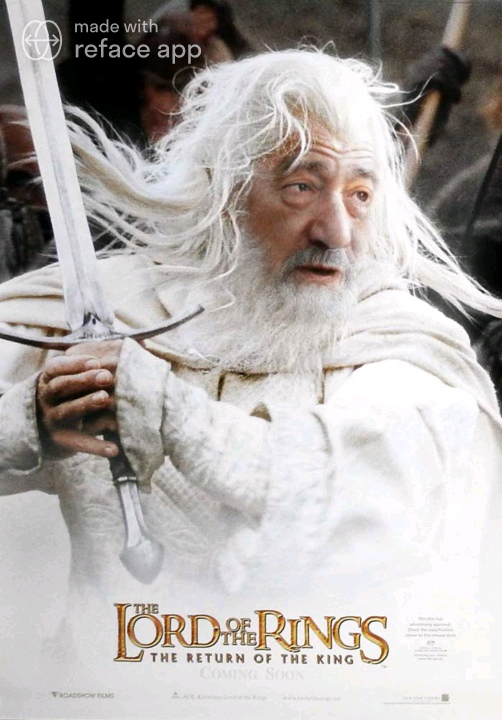 made with
reface app
THE
LORD OF THE RINGS
THE RETURN OF THE KING
COMING SOON
ROADSHOW FILMS